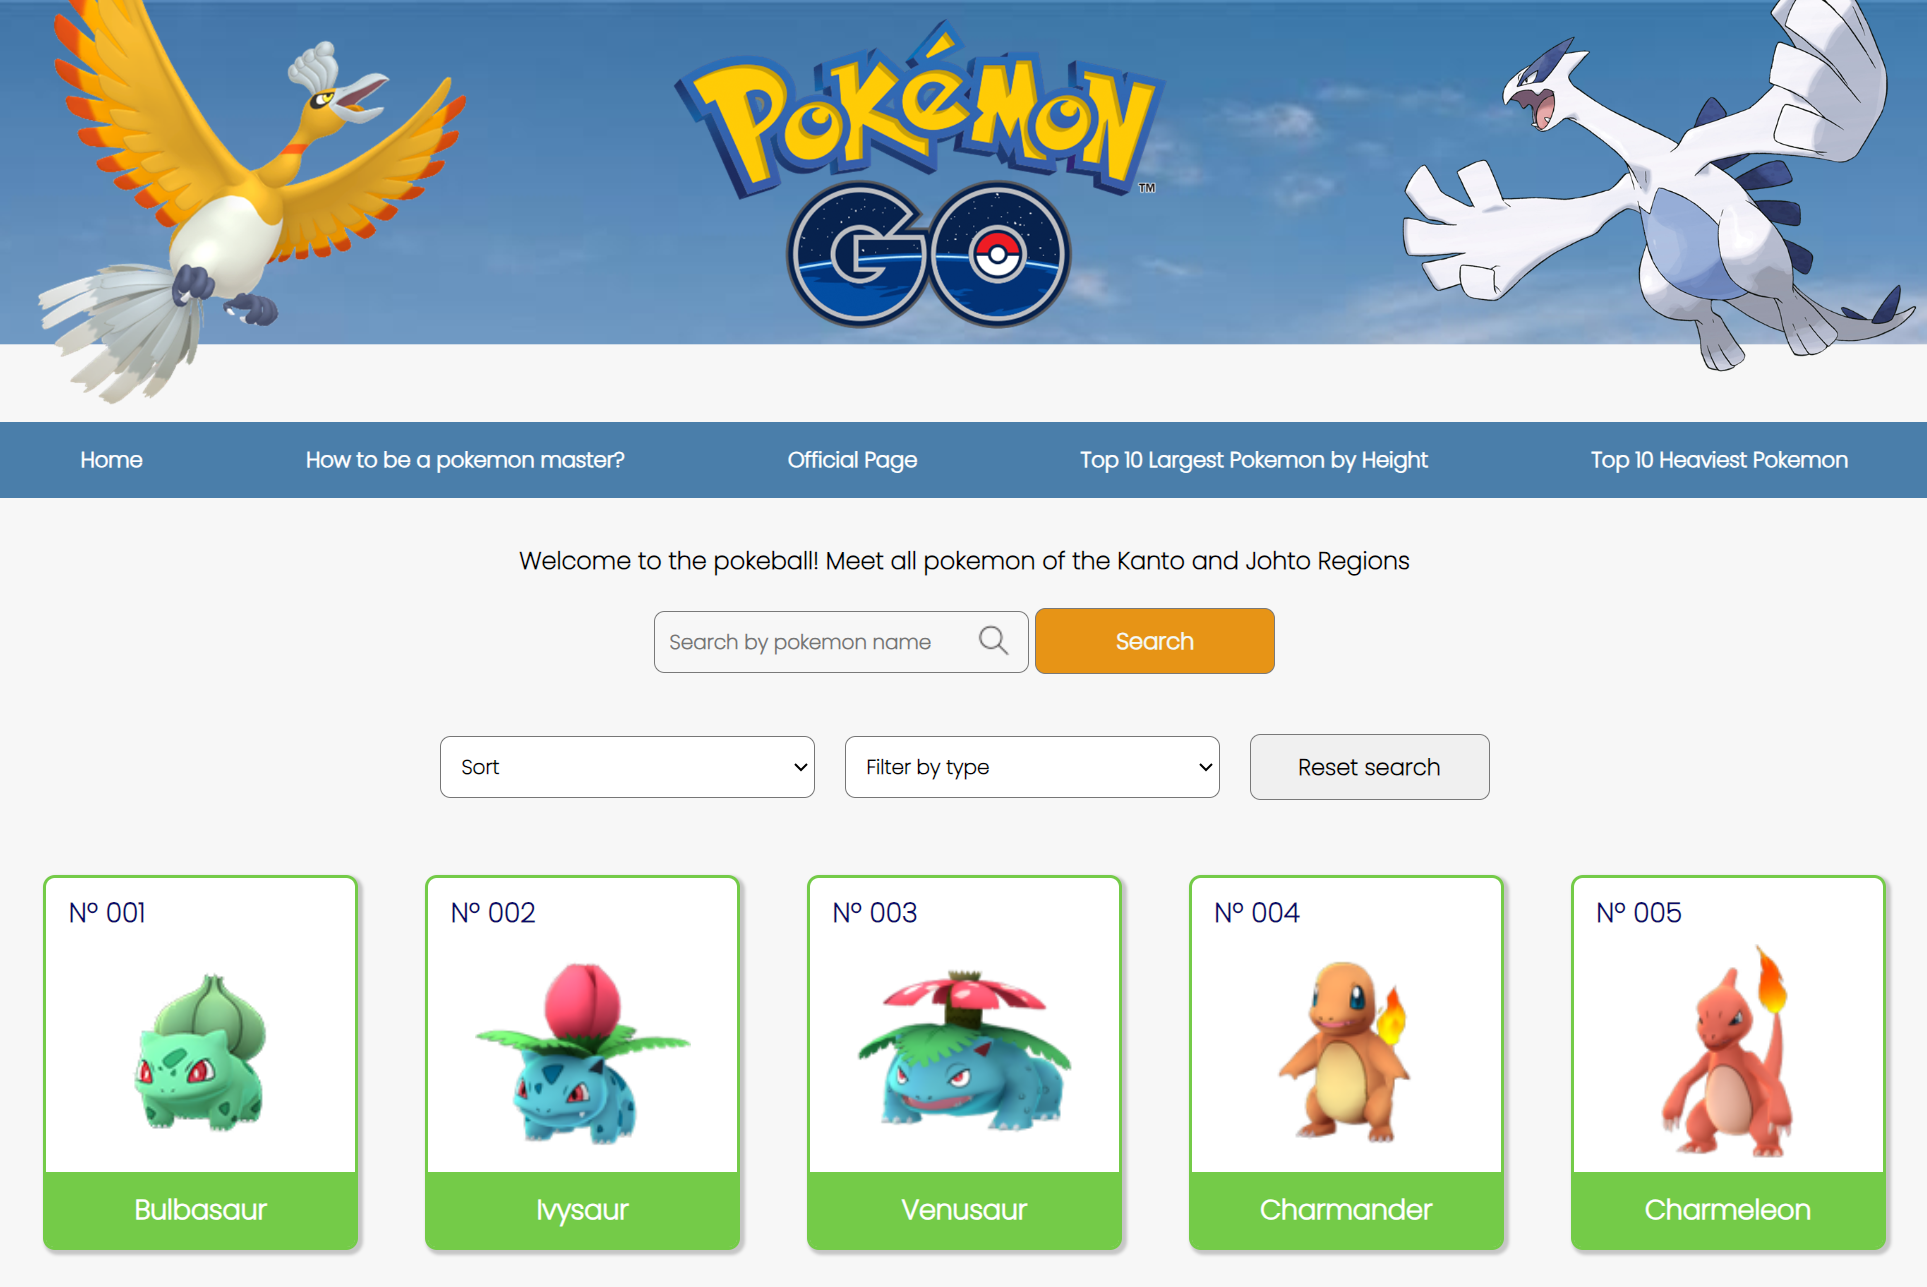 POKéMON
TM
GO
Home
How to be a pokemon master?
Official Page
Top 10 Largest Pokemon by Height
Top 10 Heaviest Pokemon
Welcome to the pokeball! Meet all pokemon of the Kanto and Johto Regions
Search by pokemon name
Search
Sort
Filter by type
Reset search
Nº 001
Nº 002
Nº 003
Nº 004
Nº 005
Bulbasaur
Ivysaur
Venusaur
Charmander
Charmeleon